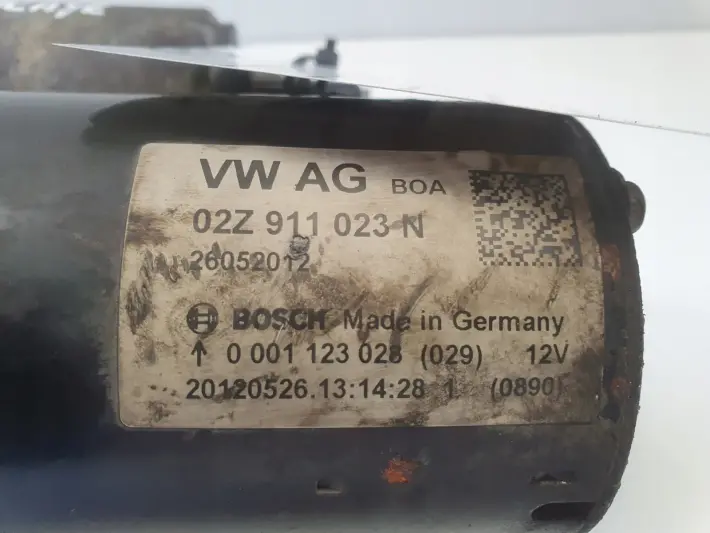 VW AG BOA
02Z 911 023 N
26052012
BOSCH Made in Germany
↑ 0 001 123 028 (029) 12V
20120526.13:14:28 1 (0890)